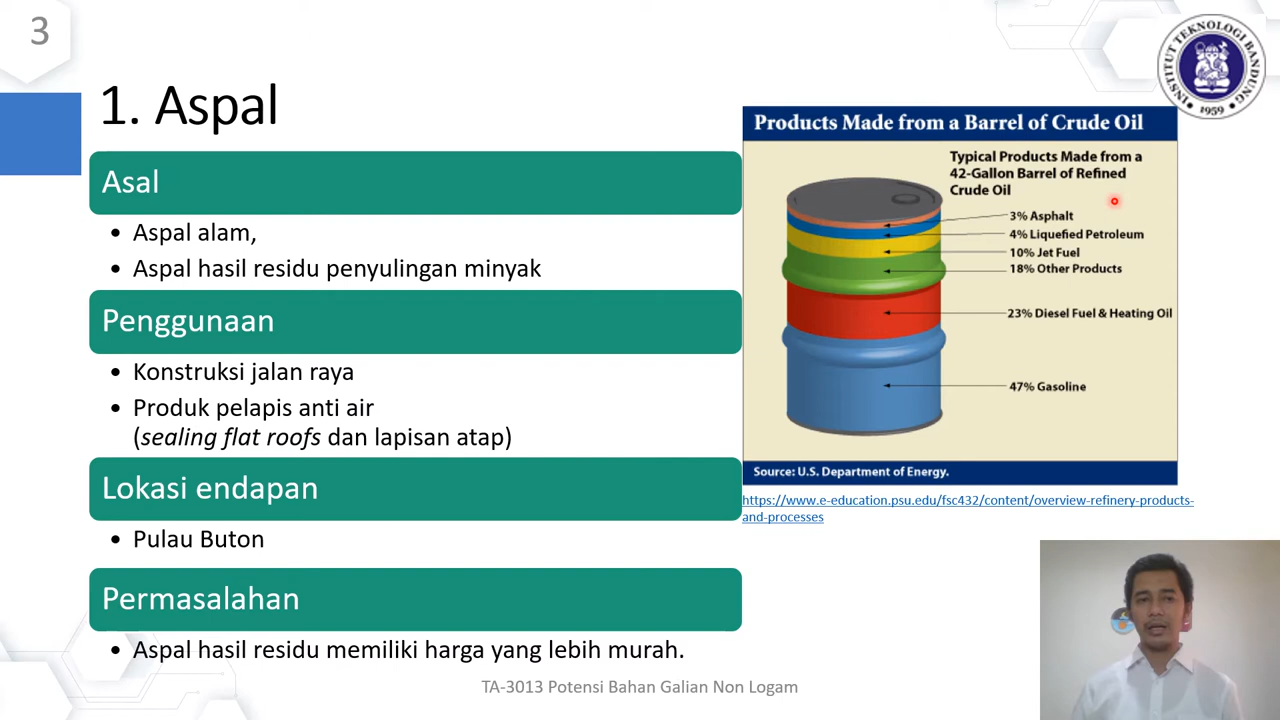 3
INSTITUT TEKNOLOGI BANDUNG
1959
1. Aspal
Asal
• Aspal alam,
• Aspal hasil residu penyulingan minyak
Penggunaan
• Konstruksi jalan raya
• Produk pelapis anti air
(sealing flat roofs dan lapisan atap)
Lokasi endapan
• Pulau Buton
Permasalahan
• Aspal hasil residu memiliki harga yang lebih murah.
Products Made from a Barrel of Crude Oil
Typical Products Made from a
42-Gallon Barrel of Refined
Crude Oil
3% Asphalt
4% Liquefied Petroleum
10% Jet Fuel
18% Other Products
23% Diesel Fuel & Heating Oil
47% Gasoline
Source: U.S. Department of Energy.
https://www.e-education.psu.edu/fsc432/content/overview-refinery-products-
and-processes
TA-3013 Potensi Bahan Galian Non Logam